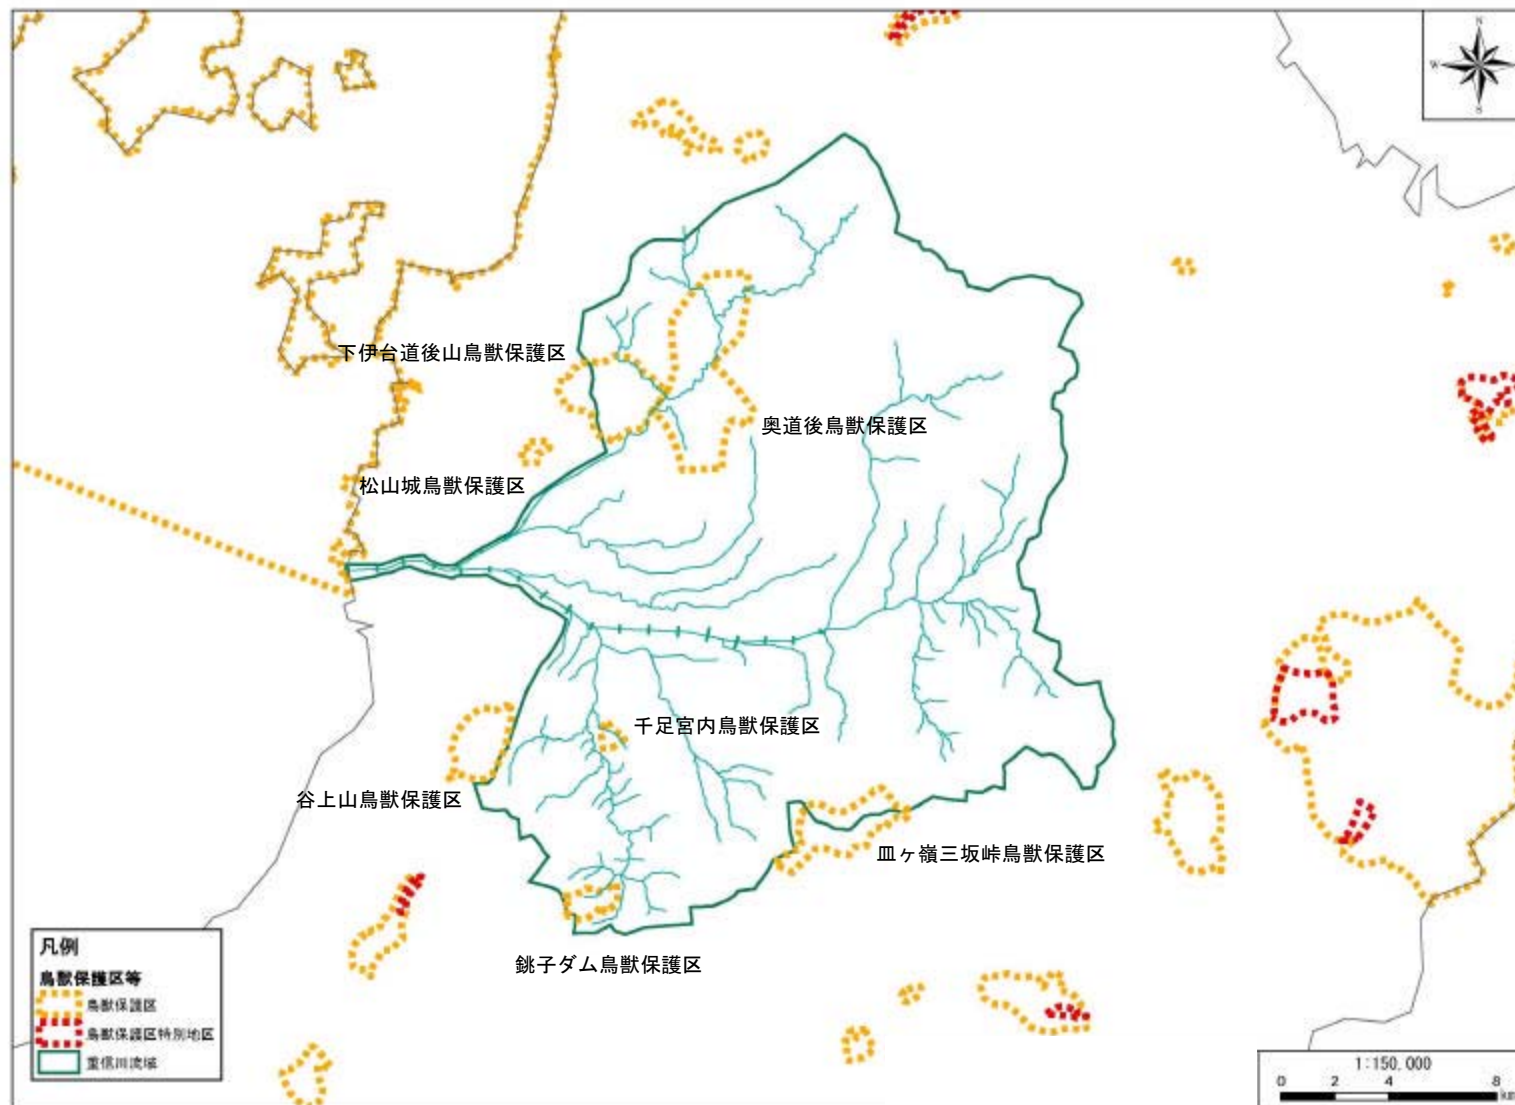 N
W
S
下伊台道後山鳥獣保護区
奥道後鳥獣保護区
松山城鳥獣保護区
千足宮内鳥獣保護区
谷上山鳥獣保護区
皿ヶ嶺三坂峠鳥獣保護区
銚子ダム鳥獣保護区
凡例
鳥獣保護区等
鳥獣保護区
鳥獣保護区特別地区
重信川流域
1:150,000
0 2 4 8
km